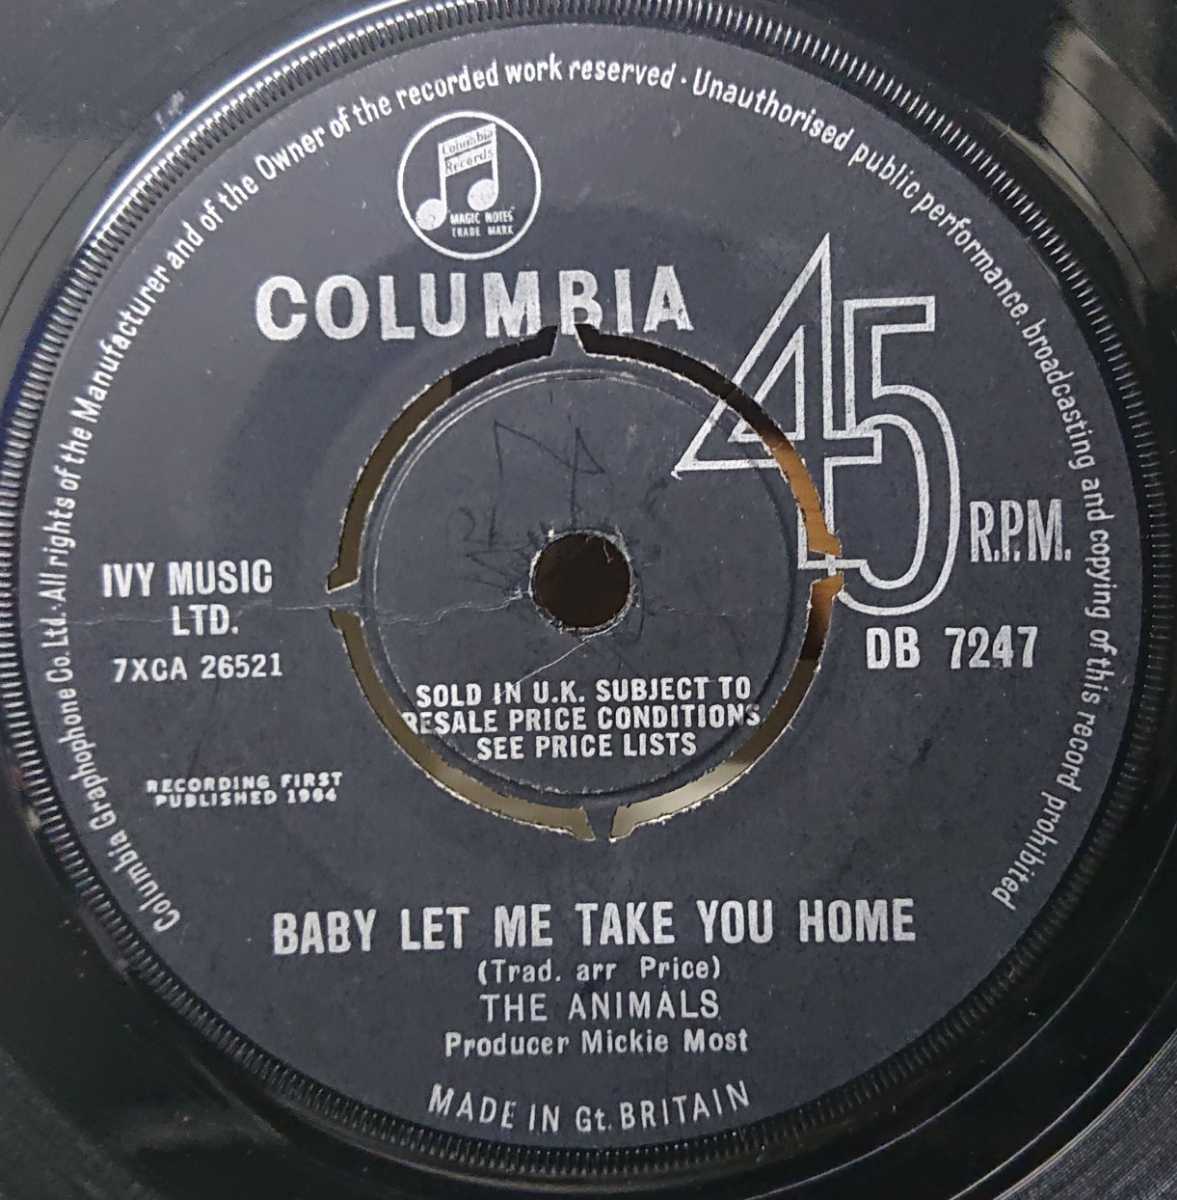 Columbia Graphophone Co. Ltd. · All rights of the Manufacturer and of the Owner of the recorded work reserved · Unauthorised public performance, broadcasting and copying of this record prohibited
Columbia
Records
MAGIC NOTES
TRADE MARK
COLUMBIA
45
R.P.M.
IVY MUSIC
LTD.
7XCA 26521
DB 7247
SOLD IN U.K. SUBJECT TO
RESALE PRICE CONDITIONS
SEE PRICE LISTS
RECORDING FIRST
PUBLISHED 1964
BABY LET ME TAKE YOU HOME
(Trad. arr Price)
THE ANIMALS
Producer Mickie Most
MADE IN Gt. BRITAIN